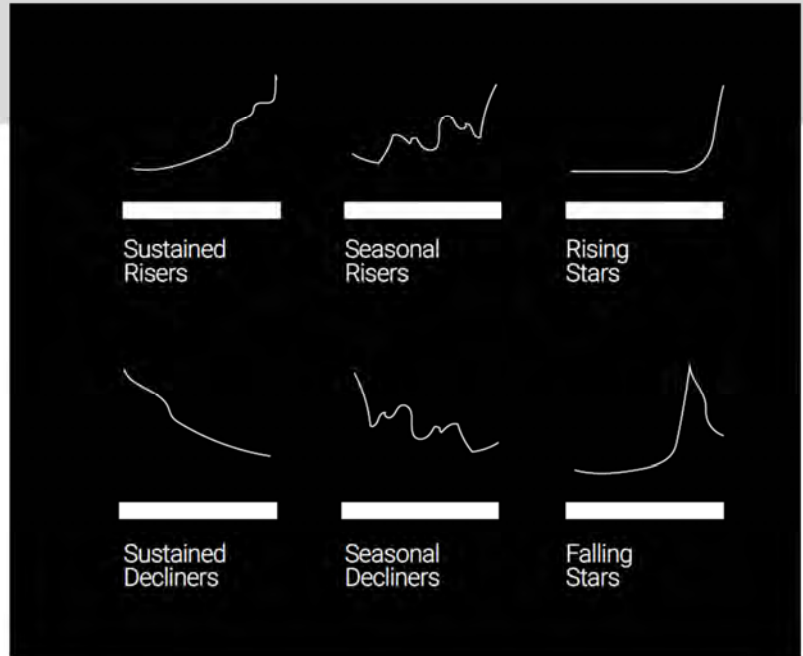 Sustained
Risers
Seasonal
Risers
Rising
Stars
Sustained
Decliners
Seasonal
Decliners
Falling
Stars